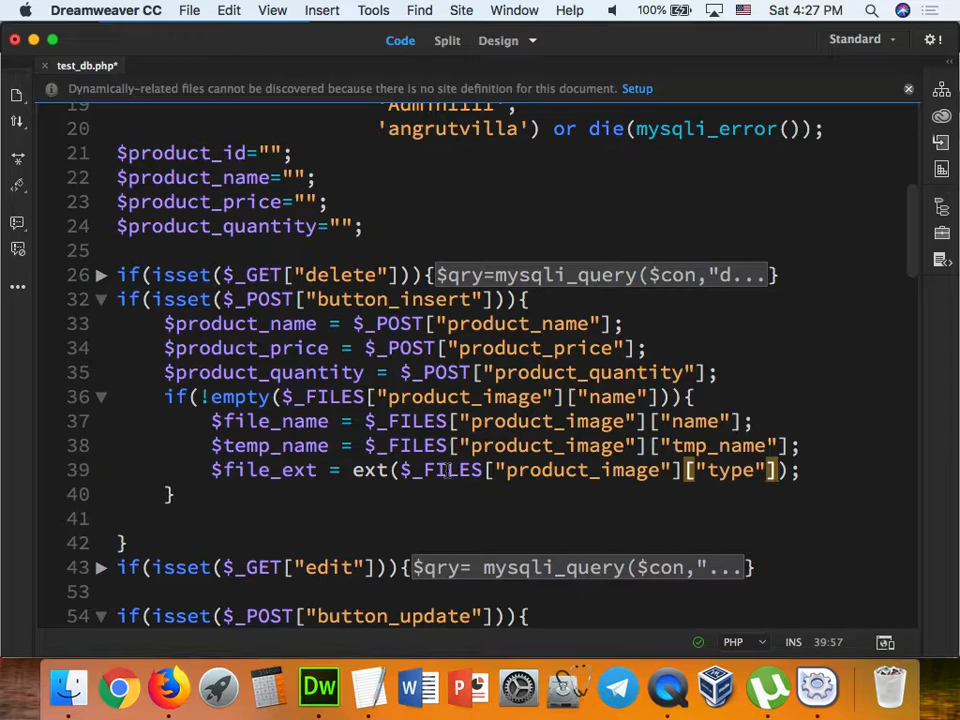 Dreamweaver CC File Edit View Insert Tools Find Site Window Help 100% Sat 4:27 PM
Code Split Design Standard
test_db.php*
Dynamically-related files cannot be discovered because there is no site definition for this document. Setup
19
20 'angrutvilla') or die(mysqli_error());
21 $product_id="";
22 $product_name="";
23 $product_price="";
24 $product_quantity="";
25
26 if(isset($_GET["delete"])){$qry=mysqli_query($con,"d...}
32 if(isset($_POST["button_insert"])){
33 $product_name = $_POST["product_name"];
34 $product_price = $_POST["product_price"];
35 $product_quantity = $_POST["product_quantity"];
36 if(!empty($_FILES["product_image"]["name"])){
37 $file_name = $_FILES["product_image"]["name"];
38 $temp_name = $_FILES["product_image"]["tmp_name"];
39 $file_ext = ext($_FILES["product_image"]["type"]);
40 }
41
42 }
43 if(isset($_GET["edit"])){$qry= mysqli_query($con,"...}
53
54 if(isset($_POST["button_update"])){
PHP INS 39:57
Dw